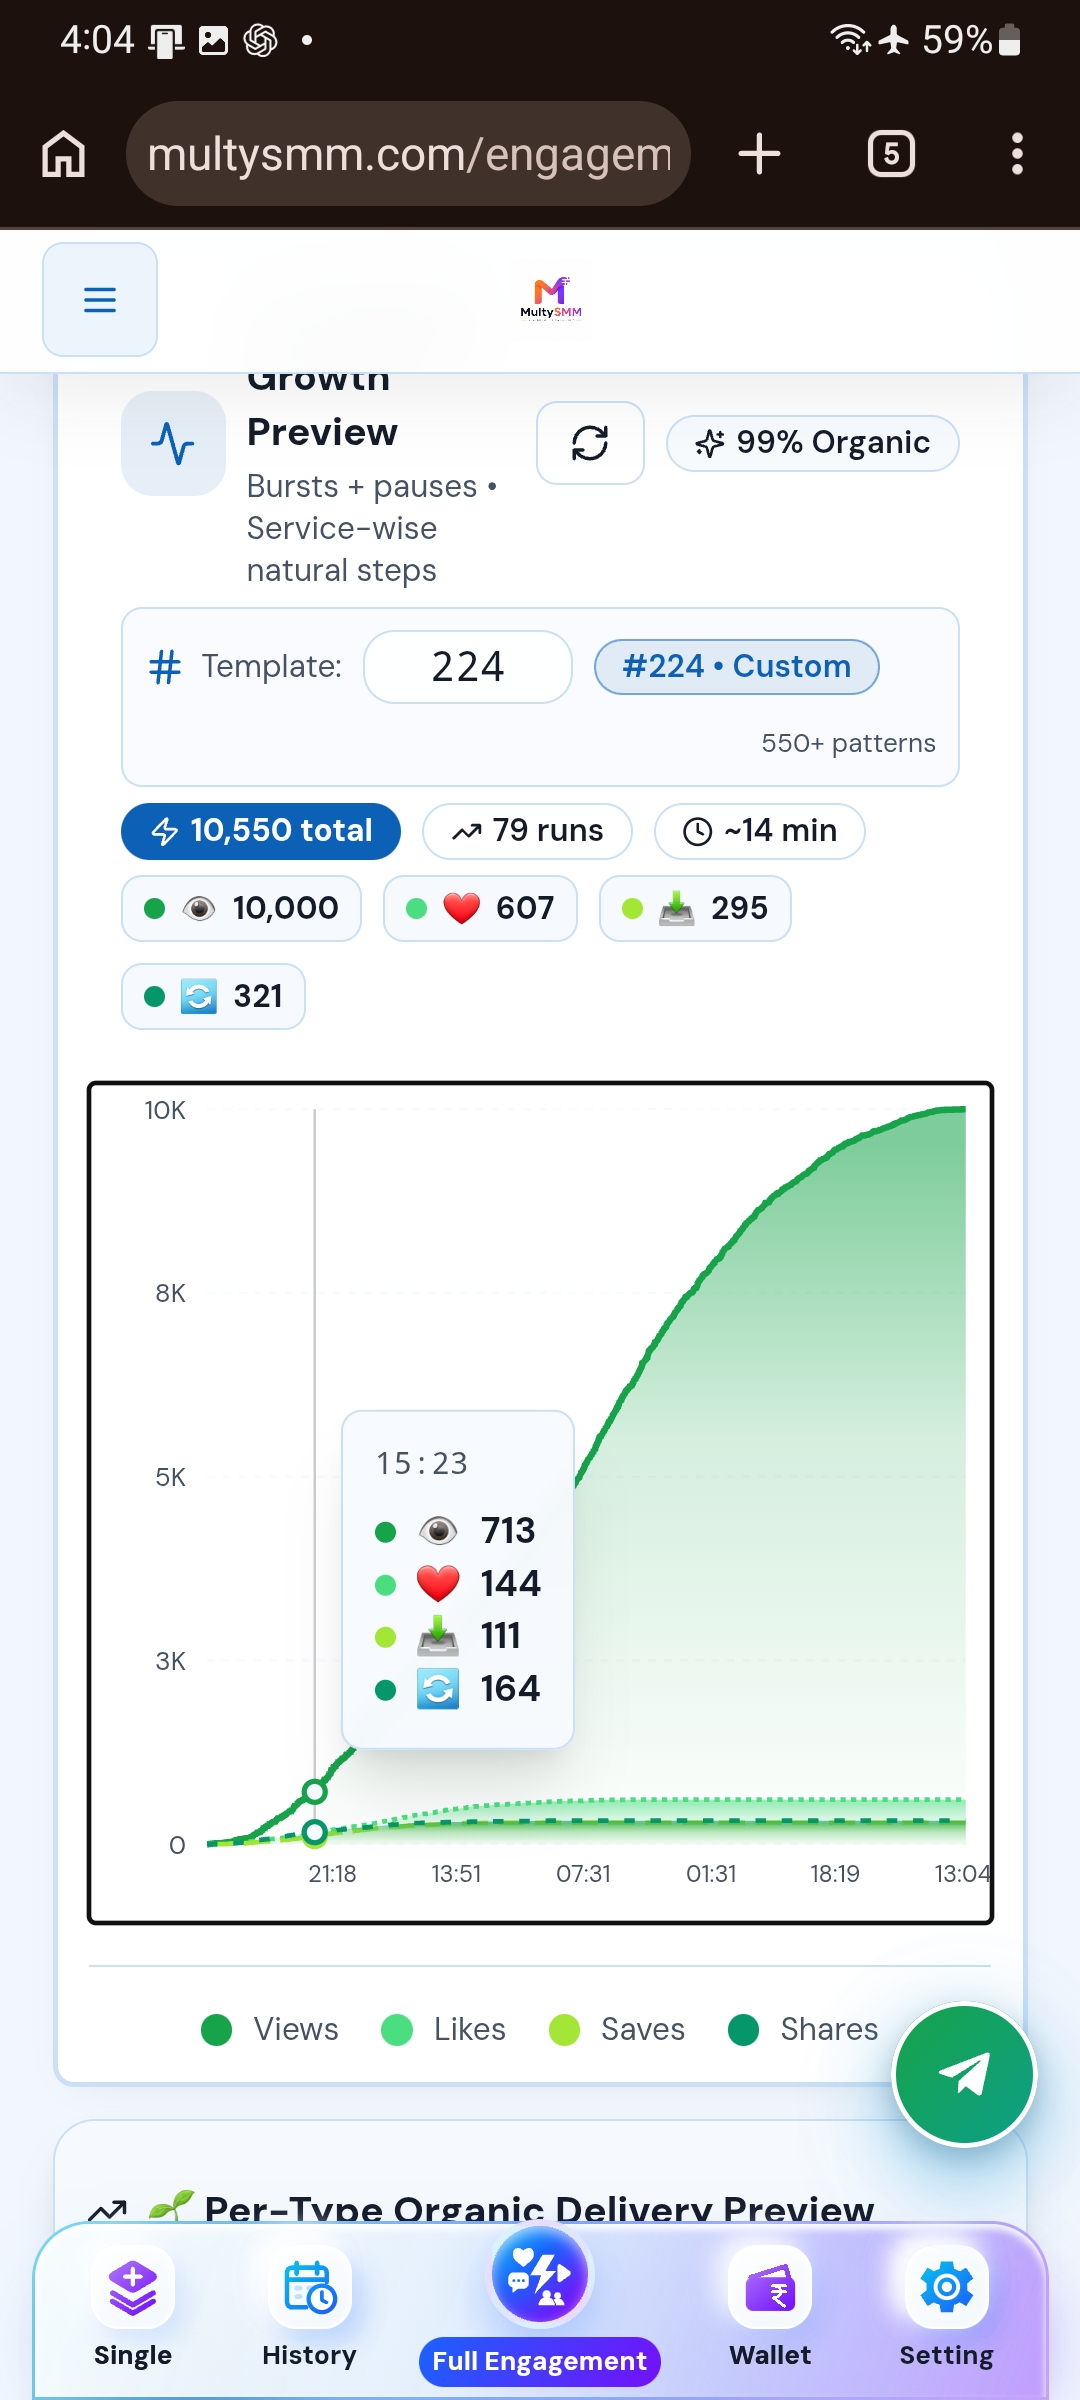 4:04
59%
multysmm.com/engagem
5
MultySMM
Growth
Preview
Bursts + pauses •
Service-wise
natural steps
99% Organic
Template:
224
#224 • Custom
550+ patterns
10,550 total
79 runs
~14 min
10,000
607
295
321
10K
8K
5K
3K
0
15:23
713
144
111
164
21:18
13:51
07:31
01:31
18:19
13:04
Views
Likes
Saves
Shares
Per-Type Organic Delivery Preview
Single
History
Full Engagement
Wallet
Setting